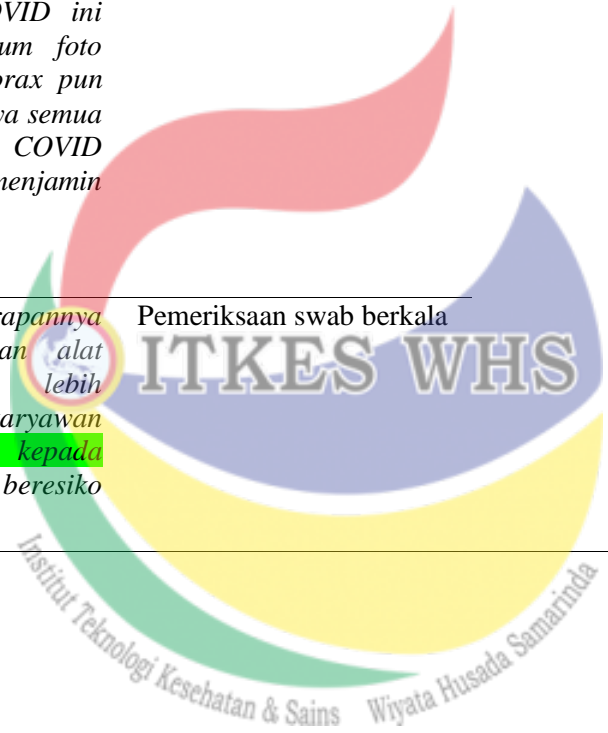 OVID ini
um foto
orax pun
ya semua
COVID
menjamin
rapannya
Pemeriksaan swab berkala
an alat
lebih
aryawan
kepada
beresiko
ITKES WHS
Institut Teknologi Kesehatan & Sains Wiyata Husada Samarinda